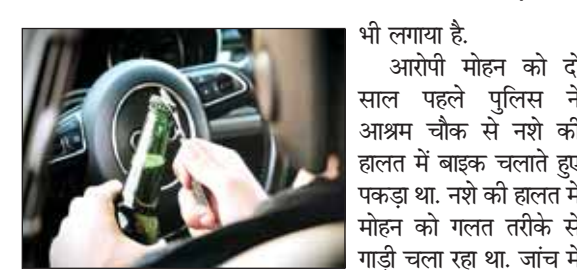 भी लगाया है.
आरोपी मोहन को दो
साल पहले पुलिस ने
आश्रम चौक से नशे की
हालत में बाइक चलाते हुए
पकड़ा था. नशे की हालत में
मोहन को गलत तरीके से
गाड़ी चला रहा था. जांच में